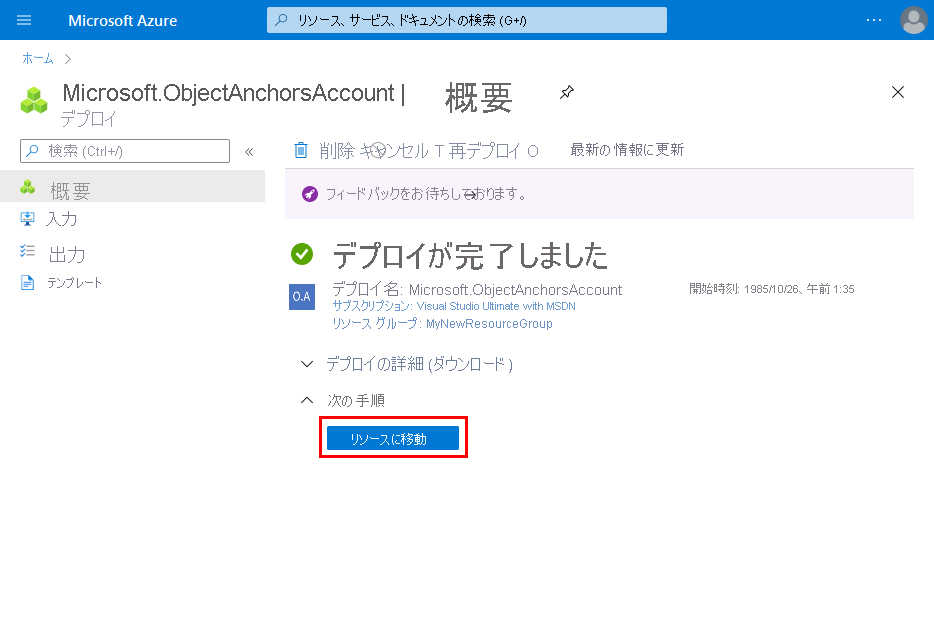 Microsoft Azure
リソース、サービス、ドキュメントの検索 (G+/)
ホーム
Microsoft.ObjectAnchorsAccount | 概要
デプロイ
検索 (Ctrl+/)
削除 キャンセル T 再デプロイ O 最新の情報に更新
概要
フィードバックをお待ちしております。
入力
出力
テンプレート
デプロイが完了しました
O.A
デプロイ名: Microsoft.ObjectAnchorsAccount
開始時刻: 1985/10/26、午前 1:35
サブスクリプション: Visual Studio Ultimate with MSDN
リソース グループ: MyNewResourceGroup
デプロイの詳細 (ダウンロード)
次の手順
リソースに移動